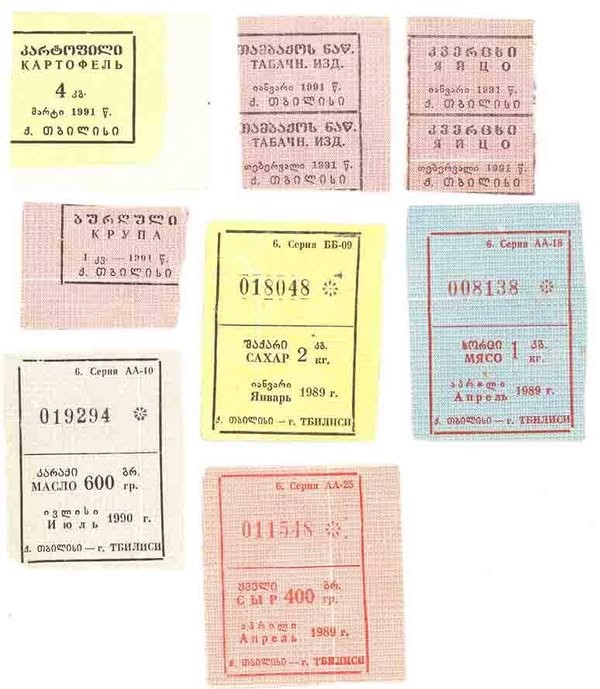 კარტოფილი
КАРТОФЕЛЬ
4 კგ.
მარტი 1991 წ.
ქ. თბილისი
თამბაქოს ნაწ.
ТАБАЧН. ИЗД.
იანვარი 1991 წ.
ქ. თბილისი
თამბაქოს ნაწ.
ТАБАЧН. ИЗД.
თებერვალი 1991 წ.
ქ. თბილისი
კვერცხი
ЯЙЦО
იანვარი 1991 წ.
ქ. თბილისი
კვერცხი
ЯЙЦО
თებერვალი 1991 წ.
ქ. თბილისი
ბურღული
КРУПА
1 კვ — 1991 წ.
ქ. თბილისი
6. Серия ББ-09
018048
შაქარი კგ.
САХАР 2 кг.
იანვარი
Январь 1989 г.
ქ. თბილისი — г. ТБИЛИСИ
6. Серия АА-18
008138
ხორცი კგ.
МЯСО 1 кг.
აპრილი
Апрель 1989 г.
ქ. თბილისი — г. ТБИЛИСИ
6. Серия АА-10
019294
კარაქი გრ.
МАСЛО 600 гр.
ივლისი
Июль 1990 г.
ქ. თბილისი — г. ТБИЛИСИ
6. Серия АА-25
011548
ყველი გრ.
СЫР 400 гр.
აპრილი
Апрель 1989 г.
ქ. თბილისი — г. ТБИЛИСИ